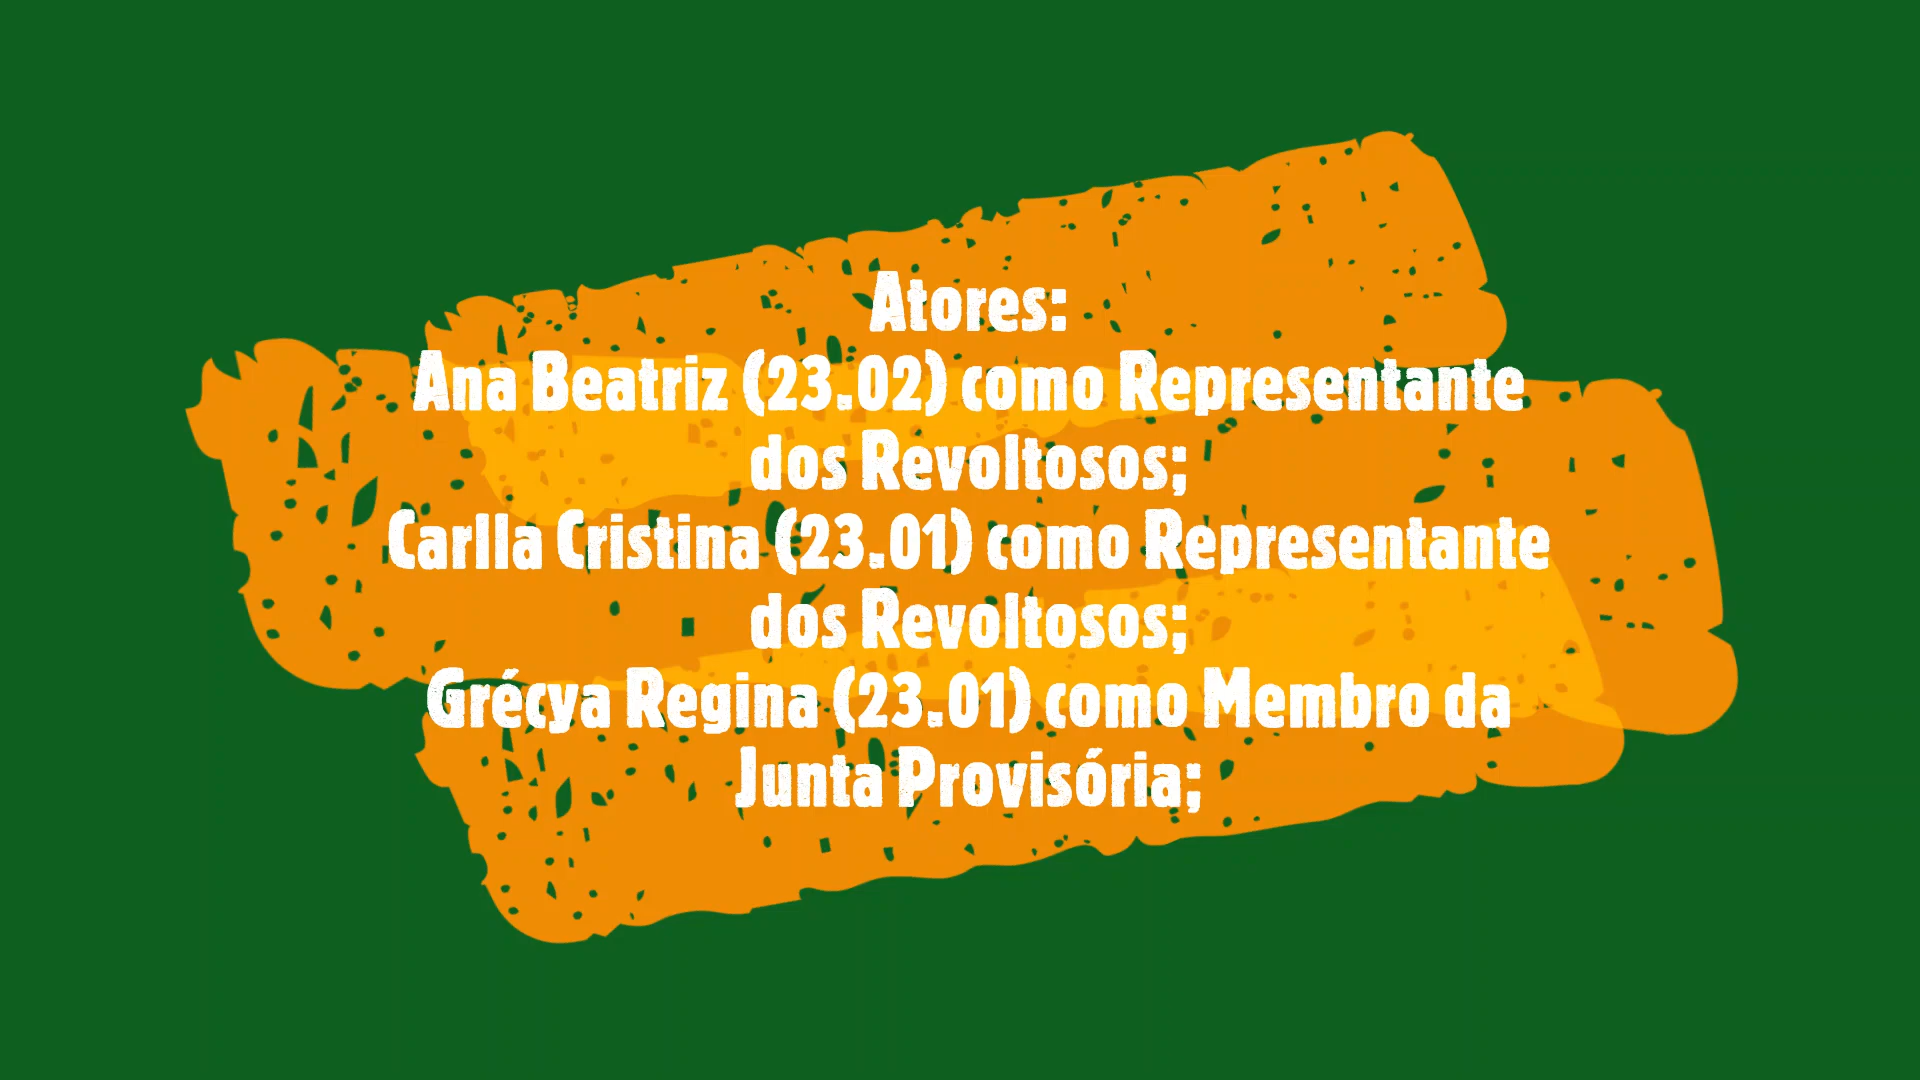 Atores:
Ana Beatriz (23.02) como Representante
dos Revoltosos;
Carlla Cristina (23.01) como Representante
dos Revoltosos;
Grécya Regina (23.01) como Membro da
Junta Provisória;